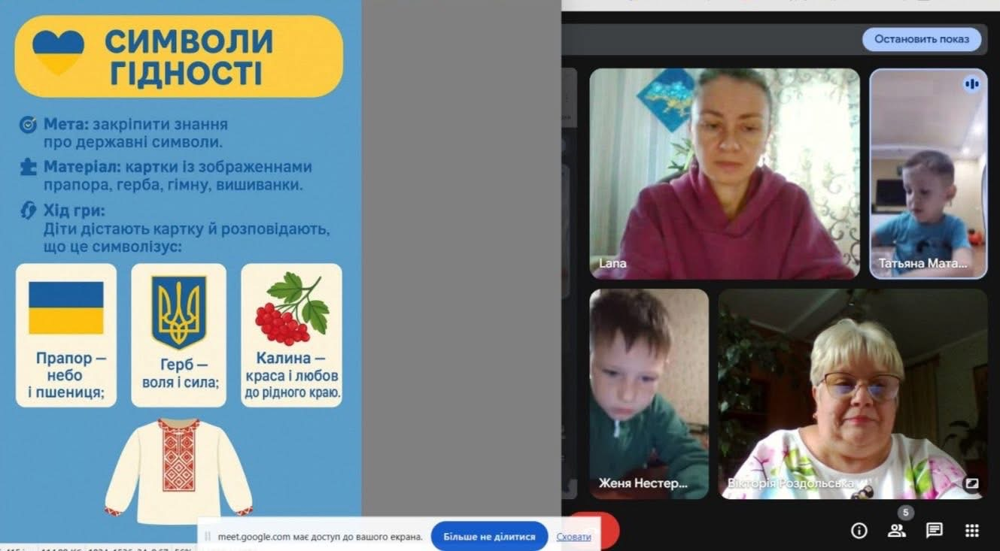 СИМВОЛИ
ГІДНОСТІ
Мета: закріпити знання
про державні символи.
Матеріал: картки із зображеннами
прапора, герба, гімну, вишиванки.
Хід гри:
Діти дістають картку й розповідають,
що це символізує:
Прапор —
небо
і пшениця;
Герб —
воля і сила;
Калина —
краса і любов
до рідного краю.
Остановить показ
Lana
Татьяна Мата...
Женя Нестер...
Вікторія Роздольська
5
meet.google.com має доступ до вашого екрана.
Більше не ділитися
Сховати